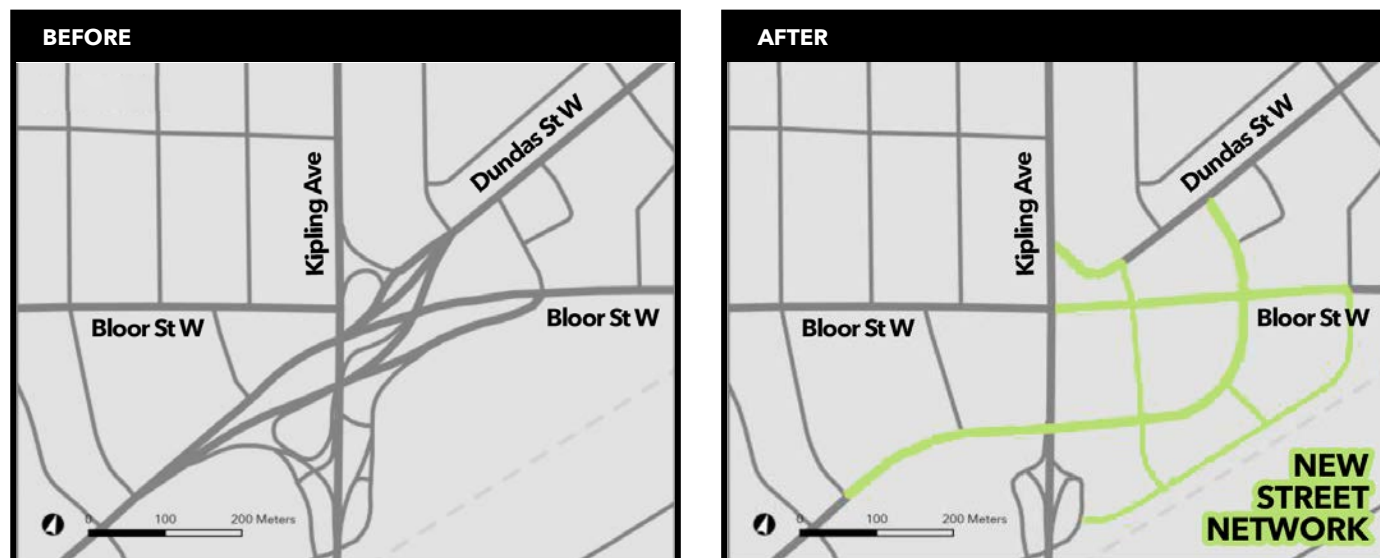 BEFORE
Kipling Ave
Dundas St W
Bloor St W
Bloor St W
0 100 200 Meters
AFTER
Kipling Ave
Dundas St W
Bloor St W
Bloor St W
0 100 200 Meters
NEW
STREET
NETWORK